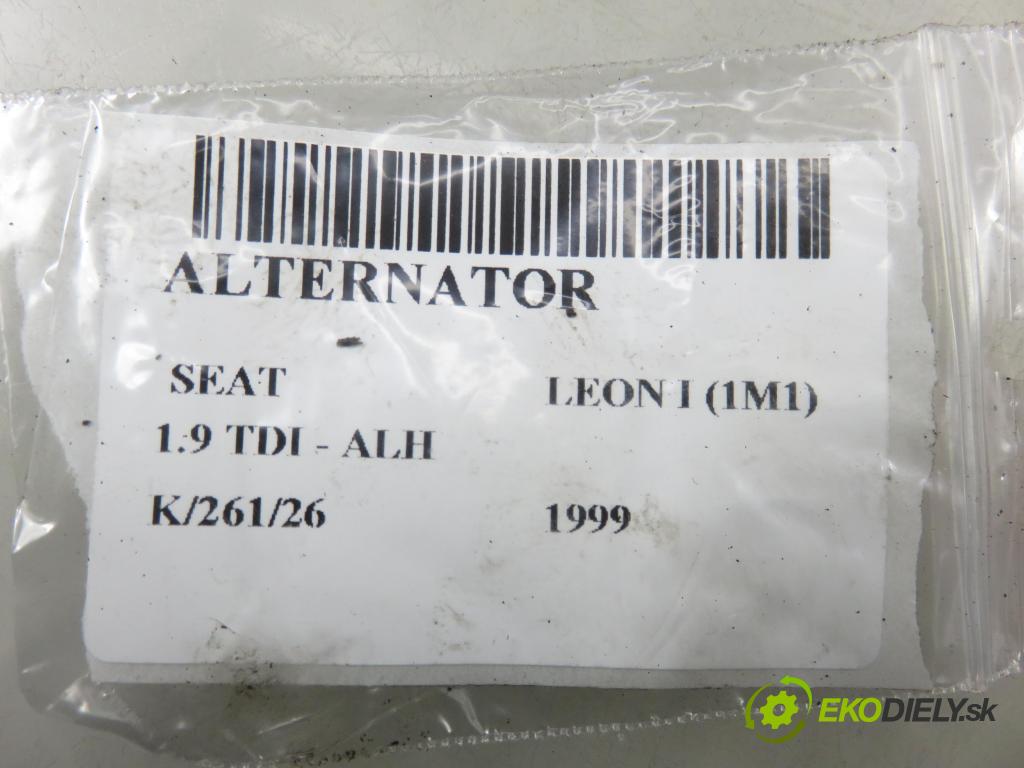 ALTERNATOR
SEAT LEON I (1M1)
1.9 TDI - ALH
K/261/26 1999
EKODIELY.sk